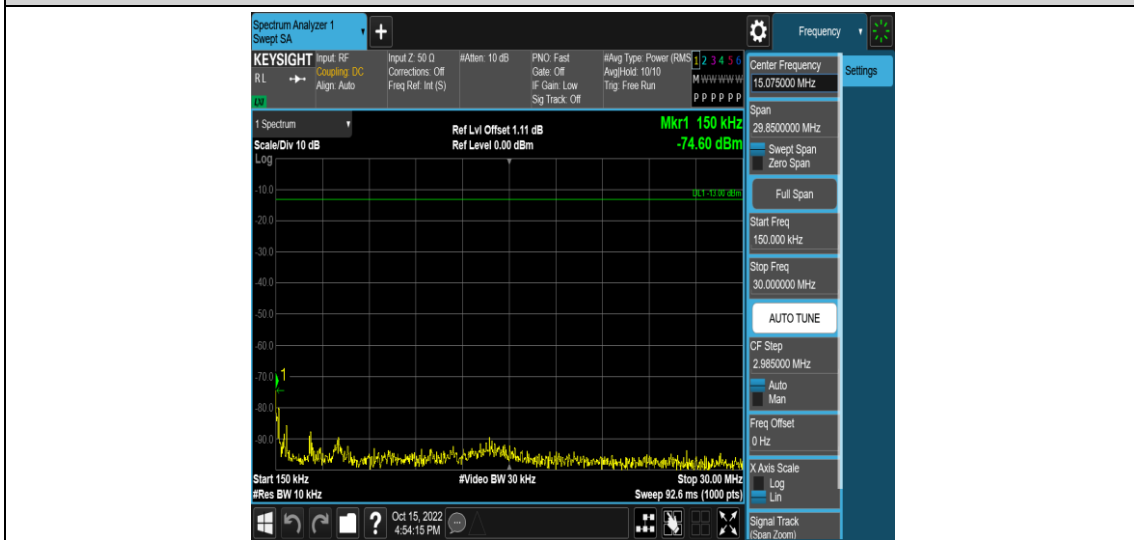 Spectrum Analyzer 1
Swept SA
+
Frequency
KEYSIGHT
RL
LXI
Input: RF
Coupling: DC
Align: Auto
Input Z: 50 Ω
Corrections: Off
Freq Ref: Int (S)
#Atten: 10 dB
PNO: Fast
Gate: Off
IF Gain: Low
Sig Track: Off
#Avg Type: Power (RMS
Avg|Hold: 10/10
Trig: Free Run
1 2 3 4 5 6
M W W W W W
P P P P P P
Center Frequency
15.075000 MHz
Settings
Span
29.8500000 MHz
Swept Span
Zero Span
Full Span
Start Freq
150.000 kHz
Stop Freq
30.000000 MHz
AUTO TUNE
CF Step
2.985000 MHz
Auto
Man
Freq Offset
0 Hz
X Axis Scale
Log
Lin
Signal Track
(Span Zoom)
1 Spectrum
Scale/Div 10 dB
Log
Ref Lvl Offset 1.11 dB
Ref Level 0.00 dBm
Mkr1 150 kHz
-74.60 dBm
DL1 -13.00 dBm
-10.0
-20.0
-30.0
-40.0
-50.0
-60.0
-70.0
1
-80.0
-90.0
Start 150 kHz
#Video BW 30 kHz
Stop 30.00 MHz
#Res BW 10 kHz
Sweep 92.6 ms (1000 pts)
?
Oct 15, 2022
4:54:15 PM